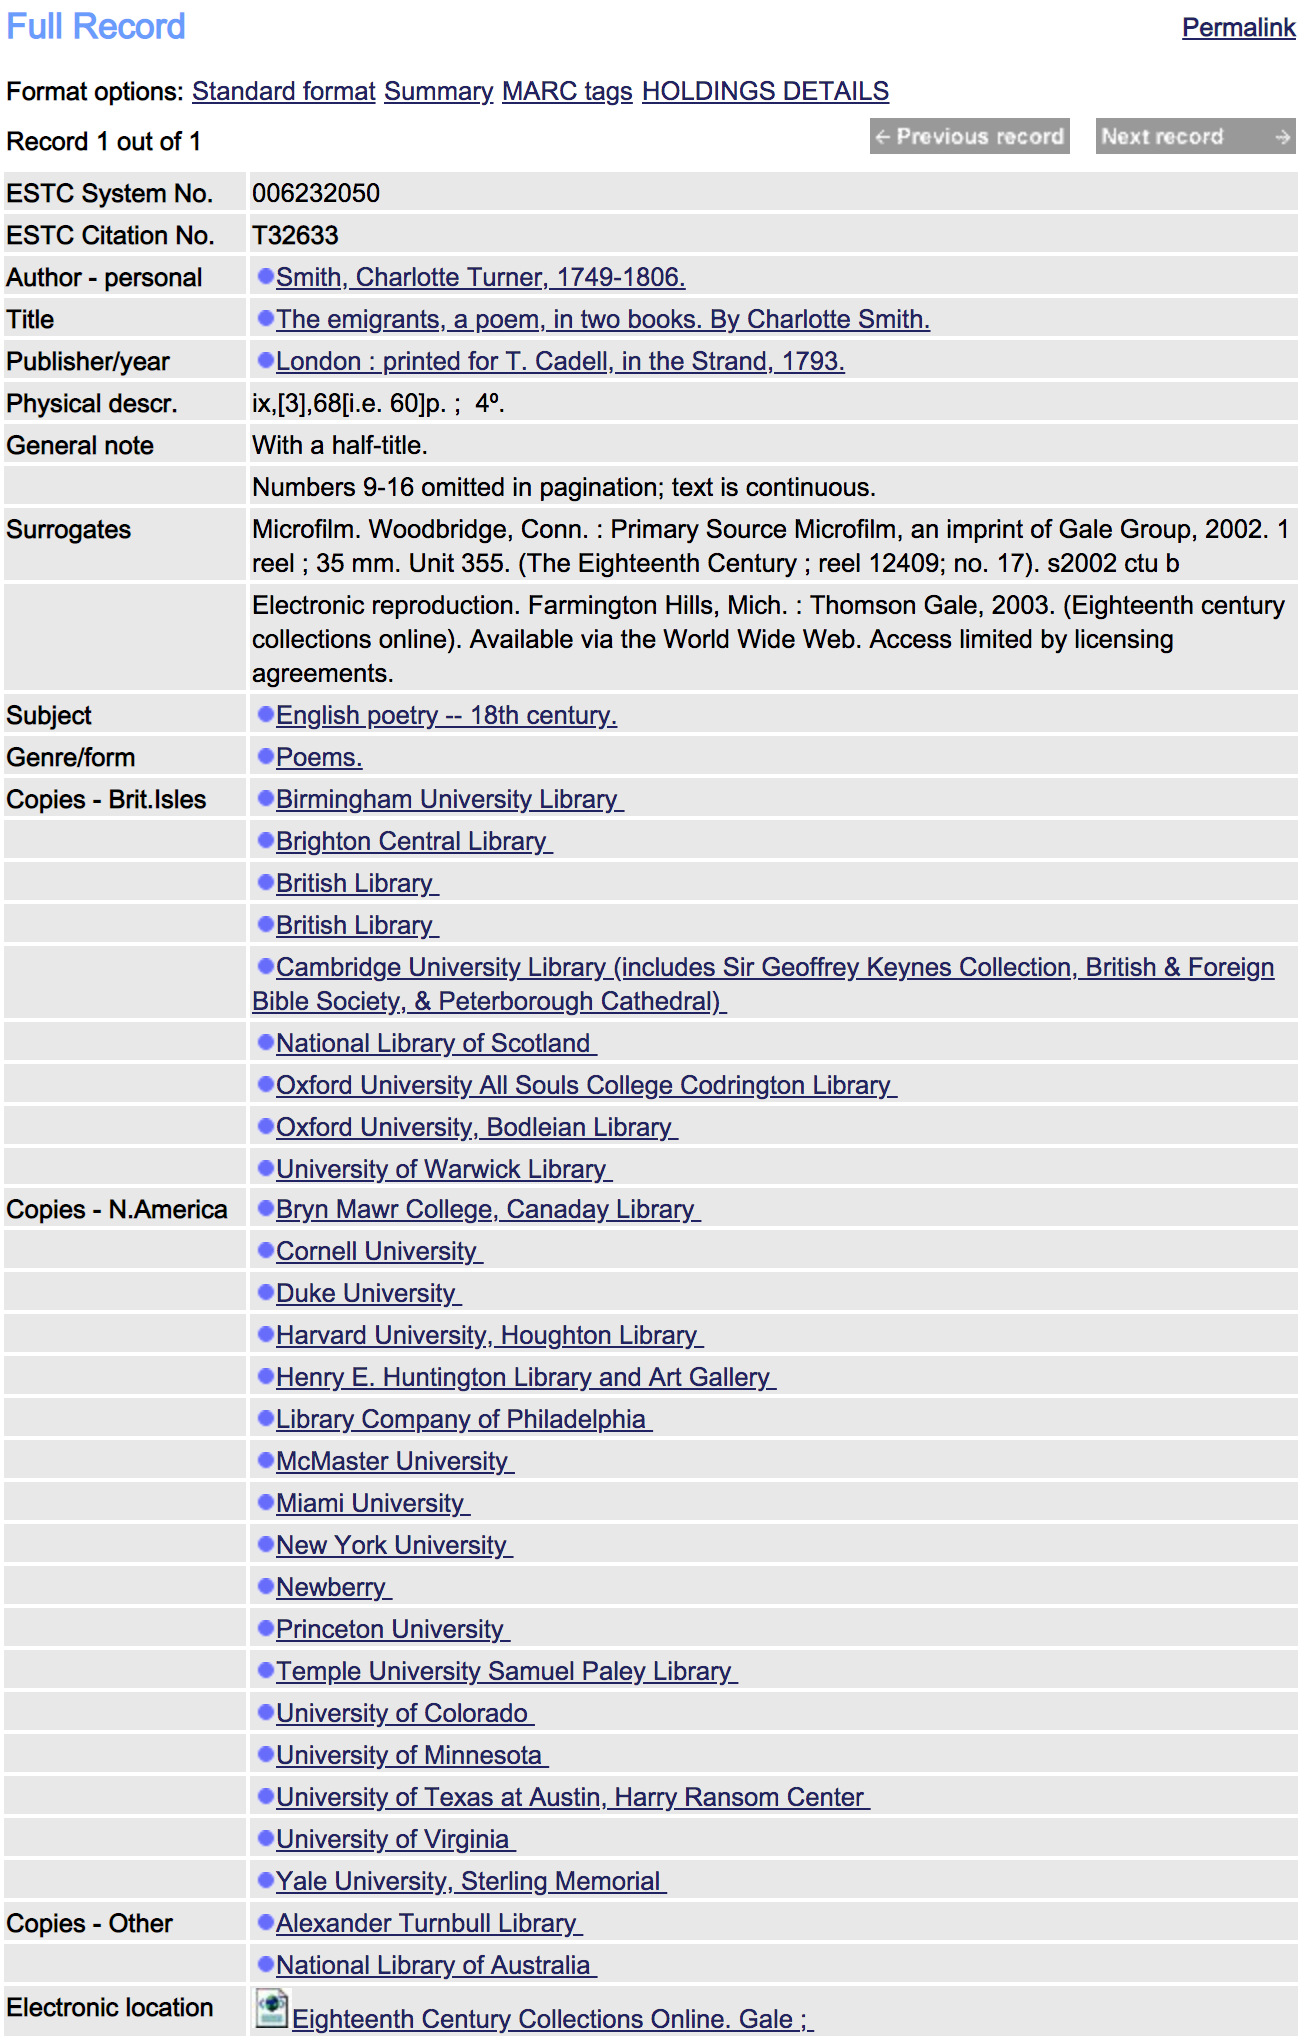 Full Record
Permalink
Format options: Standard format Summary MARC tags HOLDINGS DETAILS
Record 1 out of 1
← Previous record
Next record →
ESTC System No. 006232050
ESTC Citation No. T32633
Author - personal Smith, Charlotte Turner, 1749-1806.
Title The emigrants, a poem, in two books. By Charlotte Smith.
Publisher/year London : printed for T. Cadell, in the Strand, 1793.
Physical descr. ix,[3],68[i.e. 60]p. ; 4º.
General note With a half-title.
Numbers 9-16 omitted in pagination; text is continuous.
Surrogates Microfilm. Woodbridge, Conn. : Primary Source Microfilm, an imprint of Gale Group, 2002. 1
reel ; 35 mm. Unit 355. (The Eighteenth Century ; reel 12409; no. 17). s2002 ctu b
Electronic reproduction. Farmington Hills, Mich. : Thomson Gale, 2003. (Eighteenth century
collections online). Available via the World Wide Web. Access limited by licensing
agreements.
Subject English poetry -- 18th century.
Genre/form Poems.
Copies - Brit.Isles Birmingham University Library
Brighton Central Library
British Library
British Library
Cambridge University Library (includes Sir Geoffrey Keynes Collection, British & Foreign
Bible Society, & Peterborough Cathedral)
National Library of Scotland
Oxford University All Souls College Codrington Library
Oxford University, Bodleian Library
University of Warwick Library
Copies - N.America Bryn Mawr College, Canaday Library
Cornell University
Duke University
Harvard University, Houghton Library
Henry E. Huntington Library and Art Gallery
Library Company of Philadelphia
McMaster University
Miami University
New York University
Newberry
Princeton University
Temple University Samuel Paley Library
University of Colorado
University of Minnesota
University of Texas at Austin, Harry Ransom Center
University of Virginia
Yale University, Sterling Memorial
Copies - Other Alexander Turnbull Library
National Library of Australia
Electronic location Eighteenth Century Collections Online. Gale ;